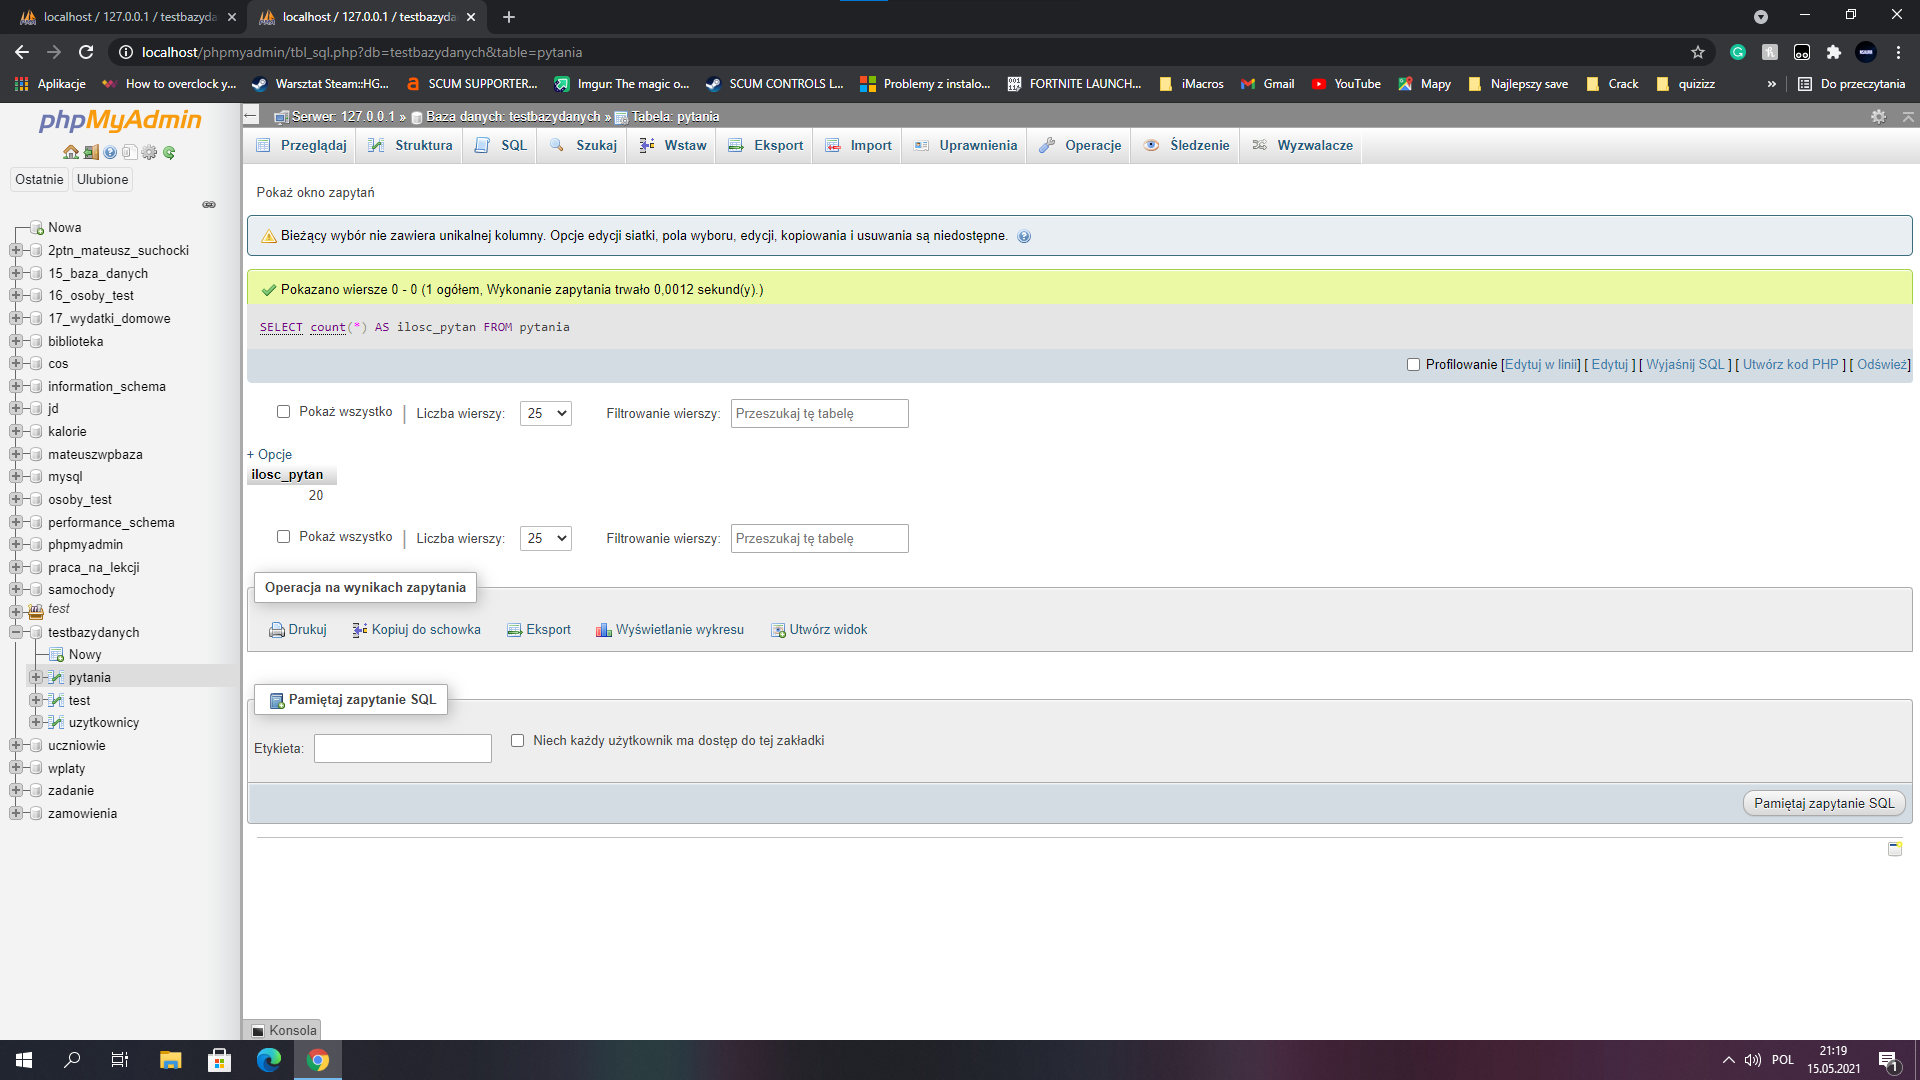 localhost / 127.0.0.1 / testbazyda
localhost / 127.0.0.1 / testbazyda
localhost/phpmyadmin/tbl_sql.php?db=testbazydanych&table=pytania
Aplikacje
How to overclock y...
Warsztat Steam::HG...
SCUM SUPPORTER...
Imgur: The magic o...
SCUM CONTROLS L...
Problemy z instalo...
FORTNITE LAUNCH...
iMacros
Gmail
YouTube
Mapy
Najlepszy save
Crack
quizizz
»
Do przeczytania
phpMyAdmin
Ostatnie
Ulubione
Nowa
2ptn_mateusz_suchocki
15_baza_danych
16_osoby_test
17_wydatki_domowe
biblioteka
cos
information_schema
jd
kalorie
mateuszwpbaza
mysql
osoby_test
performance_schema
phpmyadmin
praca_na_lekcji
samochody
test
testbazydanych
Nowy
pytania
test
uzytkownicy
uczniowie
wplaty
zadanie
zamowienia
Serwer: 127.0.0.1 » Baza danych: testbazydanych » Tabela: pytania
Przeglądaj
Struktura
SQL
Szukaj
Wstaw
Eksport
Import
Uprawnienia
Operacje
Śledzenie
Wyzwalacze
Pokaż okno zapytań
Bieżący wybór nie zawiera unikalnej kolumny. Opcje edycji siatki, pola wyboru, edycji, kopiowania i usuwania są niedostępne.
Pokazano wiersze 0 - 0 (1 ogółem, Wykonanie zapytania trwało 0,0012 sekund(y).)
SELECT count(*) AS ilosc_pytan FROM pytania
Profilowanie [Edytuj w linii] [ Edytuj ] [ Wyjaśnij SQL ] [ Utwórz kod PHP ] [ Odśwież]
Pokaż wszystko | Liczba wierszy: 25 Filtrowanie wierszy: Przeszukaj tę tabelę
+ Opcje
ilosc_pytan
20
Pokaż wszystko | Liczba wierszy: 25 Filtrowanie wierszy: Przeszukaj tę tabelę
Operacja na wynikach zapytania
Drukuj
Kopiuj do schowka
Eksport
Wyświetlanie wykresu
Utwórz widok
Pamiętaj zapytanie SQL
Etykieta:
Niech każdy użytkownik ma dostęp do tej zakładki
Pamiętaj zapytanie SQL
Konsola
POL
21:19
15.05.2021
1